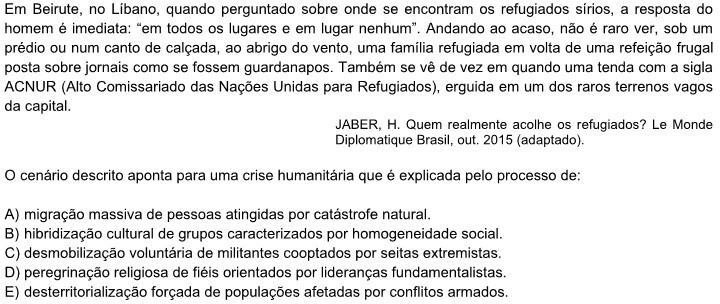 Em Beirute, no Líbano, quando perguntado sobre onde se encontram os refugiados sírios, a resposta do
homem é imediata: “em todos os lugares e em lugar nenhum”. Andando ao acaso, não é raro ver, sob um
prédio ou num canto de calçada, ao abrigo do vento, uma família refugiada em volta de uma refeição frugal
posta sobre jornais como se fossem guardanapos. Também se vê de vez em quando uma tenda com a sigla
ACNUR (Alto Comissariado das Nações Unidas para Refugiados), erguida em um dos raros terrenos vagos
da capital.
JABER, H. Quem realmente acolhe os refugiados? Le Monde
Diplomatique Brasil, out. 2015 (adaptado).
O cenário descrito aponta para uma crise humanitária que é explicada pelo processo de:
A) migração massiva de pessoas atingidas por catástrofe natural.
B) hibridização cultural de grupos caracterizados por homogeneidade social.
C) desmobilização voluntária de militantes cooptados por seitas extremistas.
D) peregrinação religiosa de fiéis orientados por lideranças fundamentalistas.
E) desterritorialização forçada de populações afetadas por conflitos armados.